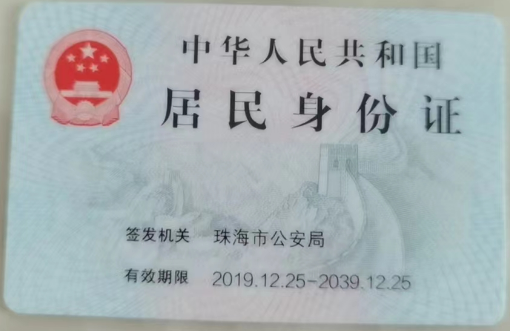 中华人民共和国
居民身份证
签发机关 珠海市公安局
有效期限 2019.12.25-2039.12.25